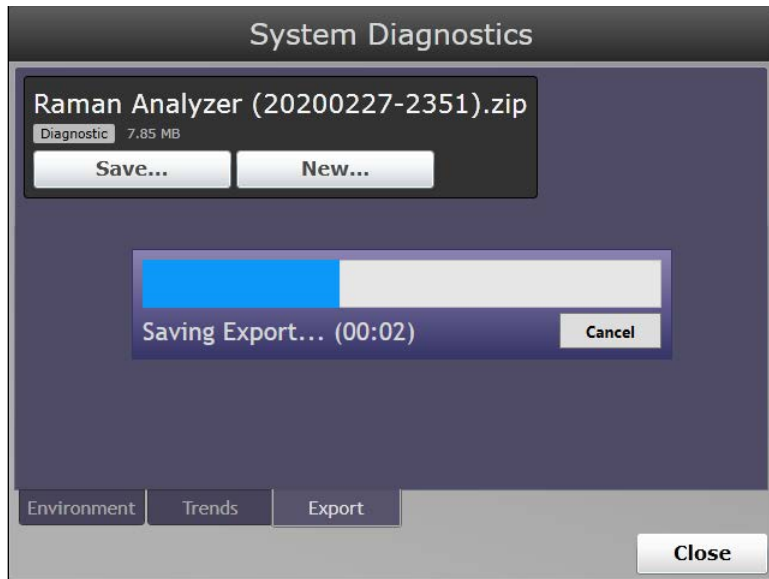 System Diagnostics
Raman Analyzer (20200227-2351).zip
Diagnostic 7.85 MB
Save... New...
Saving Export... (00:02) Cancel
Environment Trends Export
Close